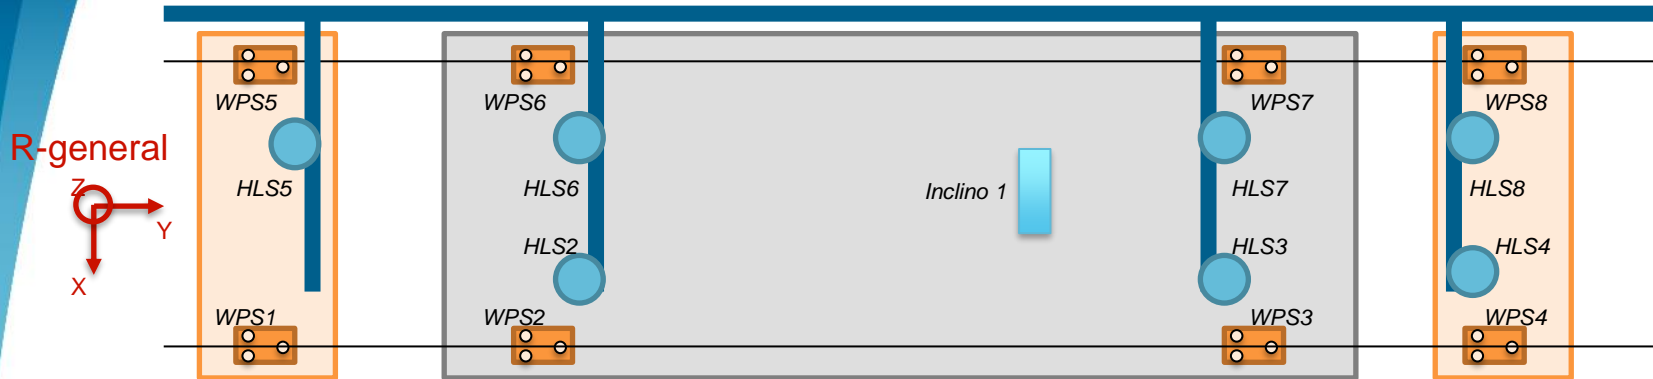 WPS5
WPS6
WPS7
WPS8
R-general
Z
HLS5
HLS6
Inclino 1
HLS7
HLS8
Y
HLS2
HLS3
HLS4
X
WPS1
WPS2
WPS3
WPS4